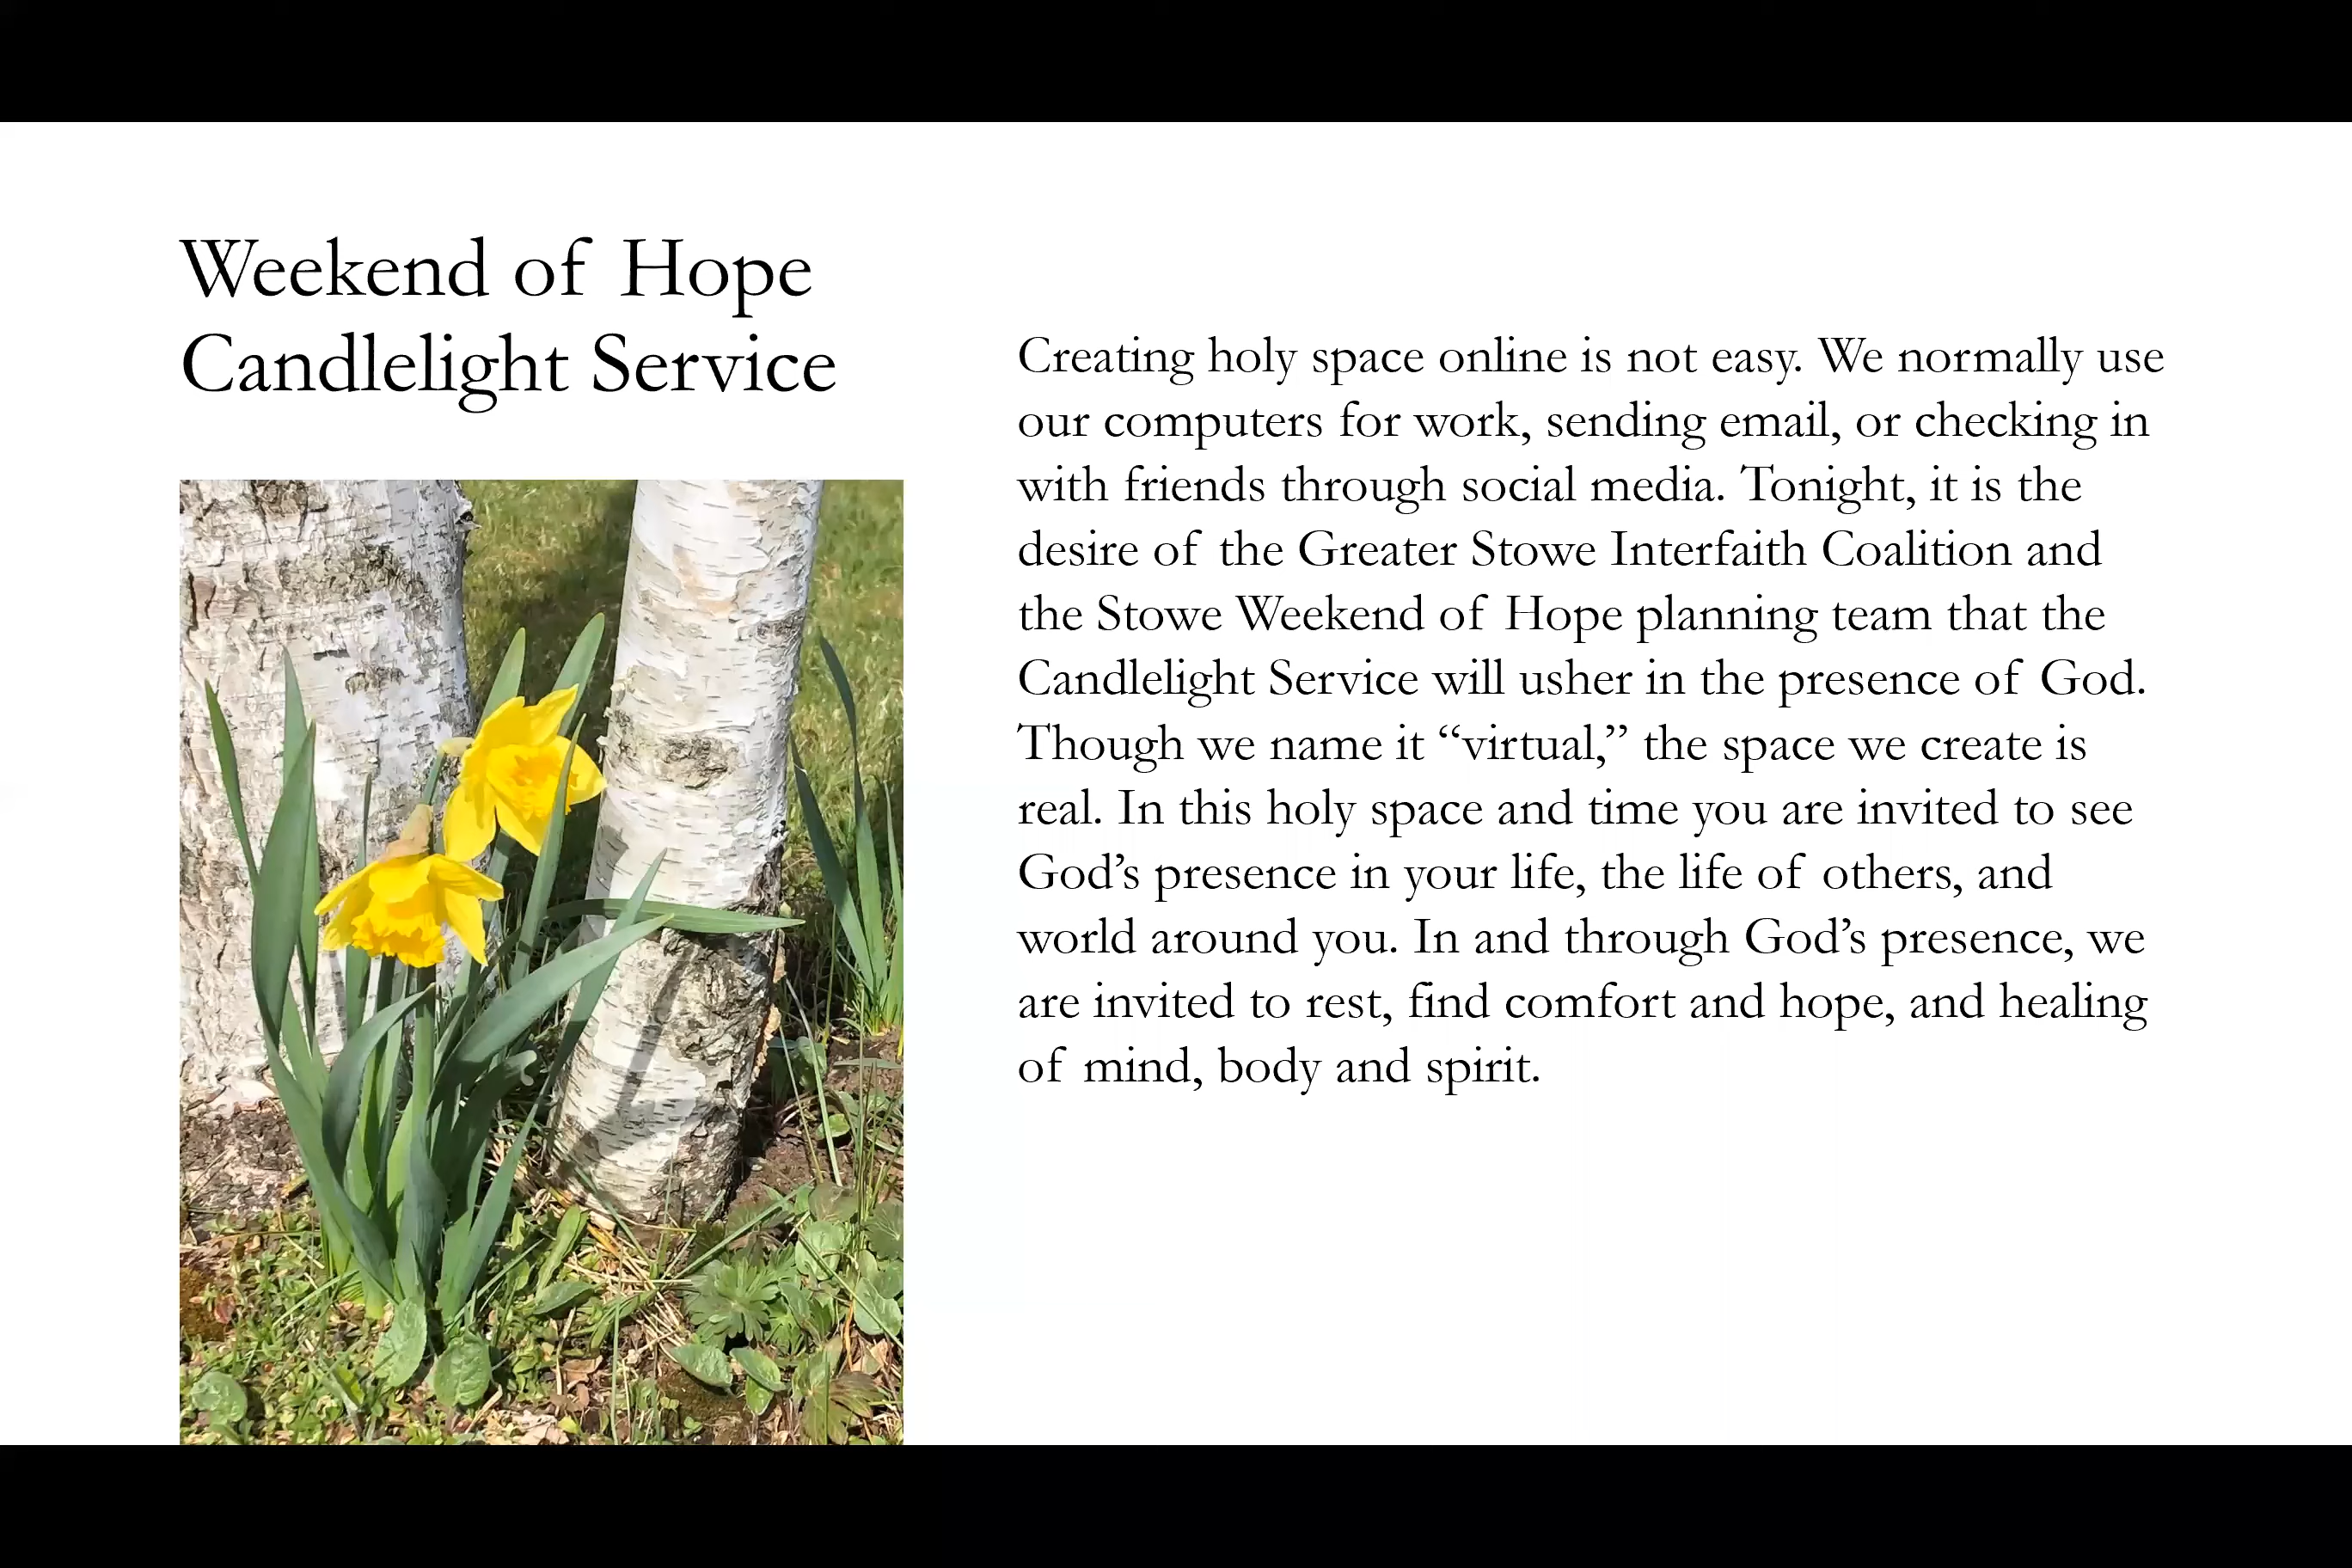 Weekend of Hope
Candlelight Service
Creating holy space online is not easy. We normally use
our computers for work, sending email, or checking in
with friends through social media. Tonight, it is the
desire of the Greater Stowe Interfaith Coalition and
the Stowe Weekend of Hope planning team that the
Candlelight Service will usher in the presence of God.
Though we name it “virtual,” the space we create is
real. In this holy space and time you are invited to see
God’s presence in your life, the life of others, and
world around you. In and through God’s presence, we
are invited to rest, find comfort and hope, and healing
of mind, body and spirit.